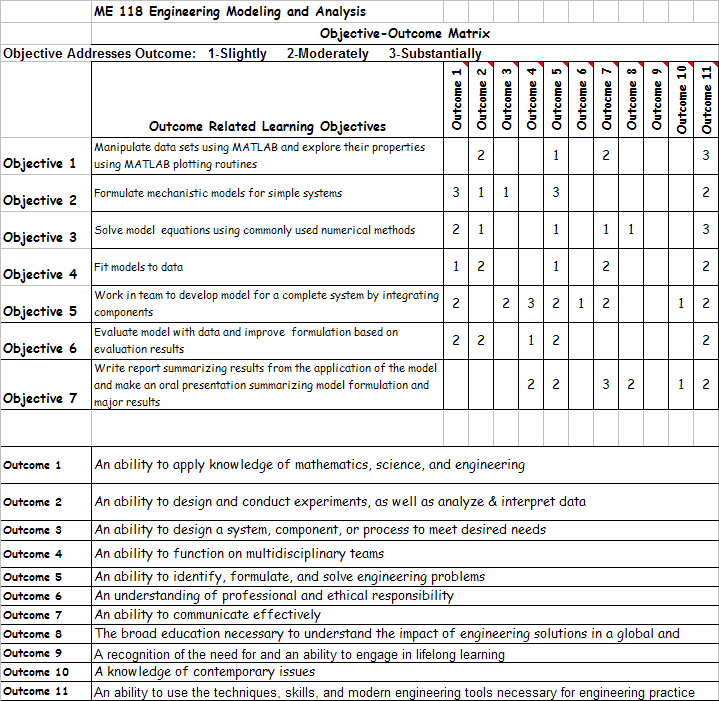 ME 118 Engineering Modeling and Analysis
Objective-Outcome Matrix
Objective Addresses Outcome: 1-Slightly 2-Moderately 3-Substantially
Outcome Related Learning Objectives Outcome 1 Outcome 2 Outcome 3 Outcome 4 Outcome 5 Outcome 6 Outocme 7 Outcome 8 Outcome 9 Outcome 10 Outcome 11
Objective 1 Manipulate data sets using MATLAB and explore their properties
using MATLAB plotting routines 2 1 2 3
Objective 2 Formulate mechanistic models for simple systems 3 1 1 3 2
Objective 3 Solve model equations using commonly used numerical methods 2 1 1 1 1 3
Objective 4 Fit models to data 1 2 1 2 2
Objective 5 Work in team to develop model for a complete system by integrating
components 2 2 3 2 1 2 1 2
Objective 6 Evaluate model with data and improve formulation based on
evaluation results 2 2 1 2 2
Objective 7 Write report summarizing results from the application of the model
and make an oral presentation summarizing model formulation and
major results 2 2 3 2 1 2
Outcome 1 An ability to apply knowledge of mathematics, science, and engineering
Outcome 2 An ability to design and conduct experiments, as well as analyze & interpret data
Outcome 3 An ability to design a system, component, or process to meet desired needs
Outcome 4 An ability to function on multidisciplinary teams
Outcome 5 An ability to identify, formulate, and solve engineering problems
Outcome 6 An understanding of professional and ethical responsibility
Outcome 7 An ability to communicate effectively
Outcome 8 The broad education necessary to understand the impact of engineering solutions in a global and
Outcome 9 A recognition of the need for and an ability to engage in lifelong learning
Outcome 10 A knowledge of contemporary issues
Outcome 11 An ability to use the techniques, skills, and modern engineering tools necessary for engineering practice